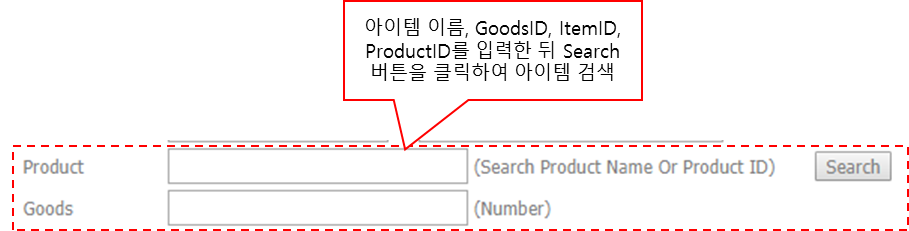 아이템 이름, GoodsID, ItemID,
ProductID를 입력한 뒤 Search
버튼을 클릭하여 아이템 검색
Product (Search Product Name Or Product ID) Search
Goods (Number)